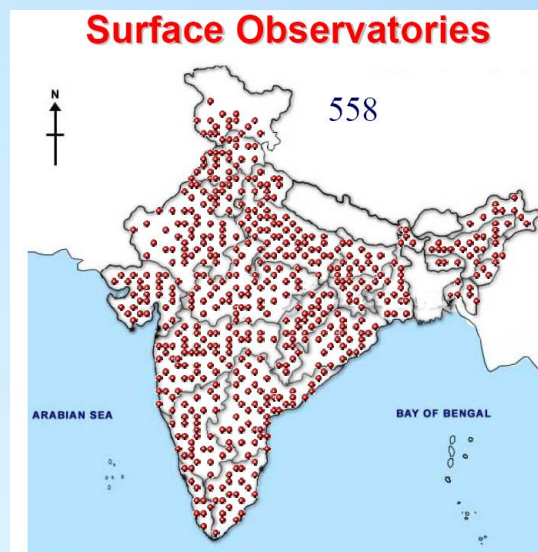 Surface Observatories
558
N
ARABIAN SEA
BAY OF BENGAL